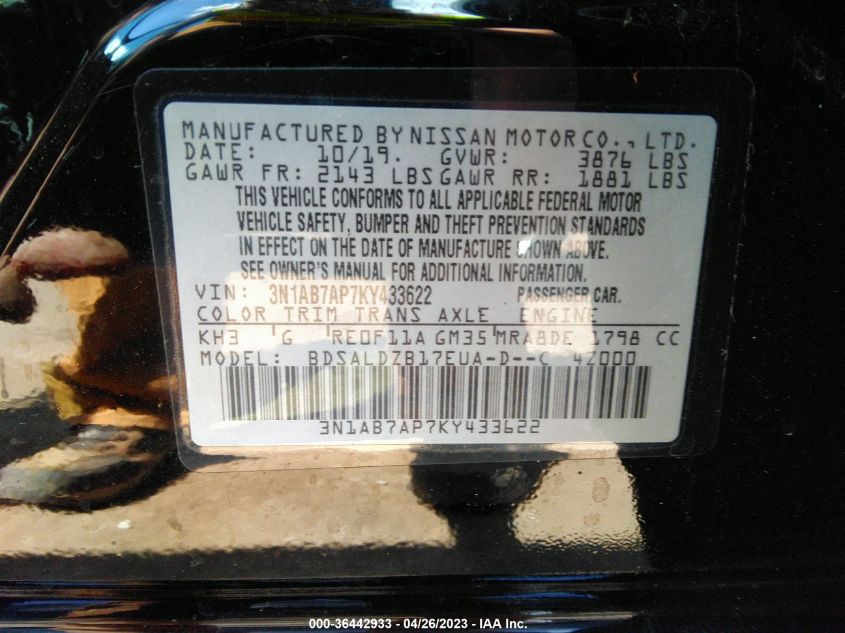 MANUFACTURED BY NISSAN MOTOR CO., LTD.
DATE: 10/19. GVWR: 3876 LBS
GAWR FR: 2143 LBS GAWR RR: 1881 LBS
THIS VEHICLE CONFORMS TO ALL APPLICABLE FEDERAL MOTOR
VEHICLE SAFETY, BUMPER AND THEFT PREVENTION STANDARDS
IN EFFECT ON THE DATE OF MANUFACTURE SHOWN ABOVE.
SEE OWNER'S MANUAL FOR ADDITIONAL INFORMATION.
VIN: 3N1AB7AP7KY433622 PASSENGER CAR.
COLOR TRIM TRANS AXLE ENGINE
KH3 G RE0F11A GM35 MRA8DE 1798 CC
MODEL: BDSALDZB17EUA-D--C 42000
3N1AB7AP7KY433622
000-36442933 - 04/26/2023 - IAA Inc.